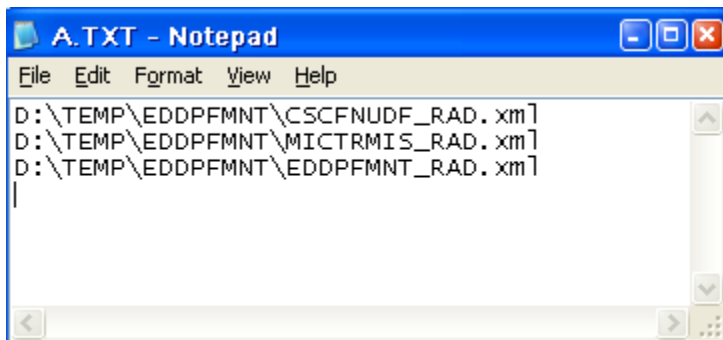 A.TXT - Notepad
File Edit Format View Help
D:\TEMP\EDDPFMNT\CSCFNUDF_RAD.xml
D:\TEMP\EDDPFMNT\MICTRMIS_RAD.xml
D:\TEMP\EDDPFMNT\EDDPFMNT_RAD.xml